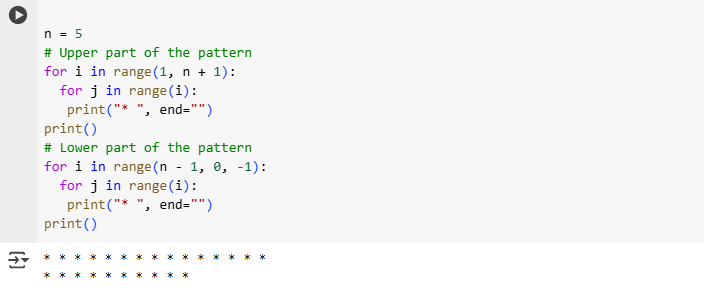 n = 5
# Upper part of the pattern
for i in range(1, n + 1):
  for j in range(i):
   print("* ", end="")
print()
# Lower part of the pattern
for i in range(n - 1, 0, -1):
  for j in range(i):
   print("* ", end="")
print()
* * * * * * * * * * * * * * *
* * * * * * * * * *